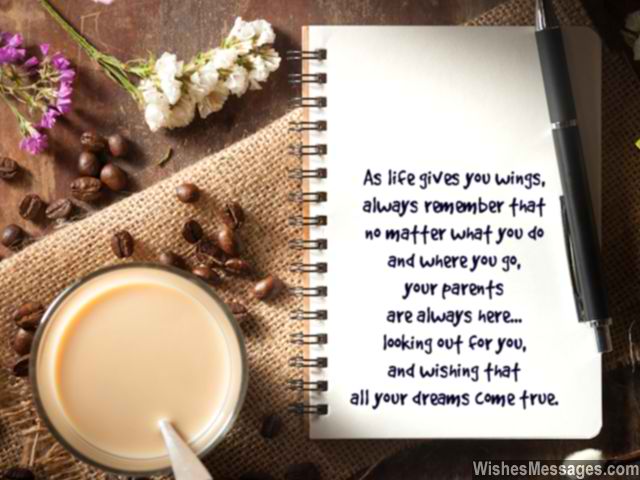 As life gives you wings,
always remember that
no matter what you do
and where you go,
your parents
are always here...
looking out for you,
and wishing that
all your dreams come true.
WishesMessages.com